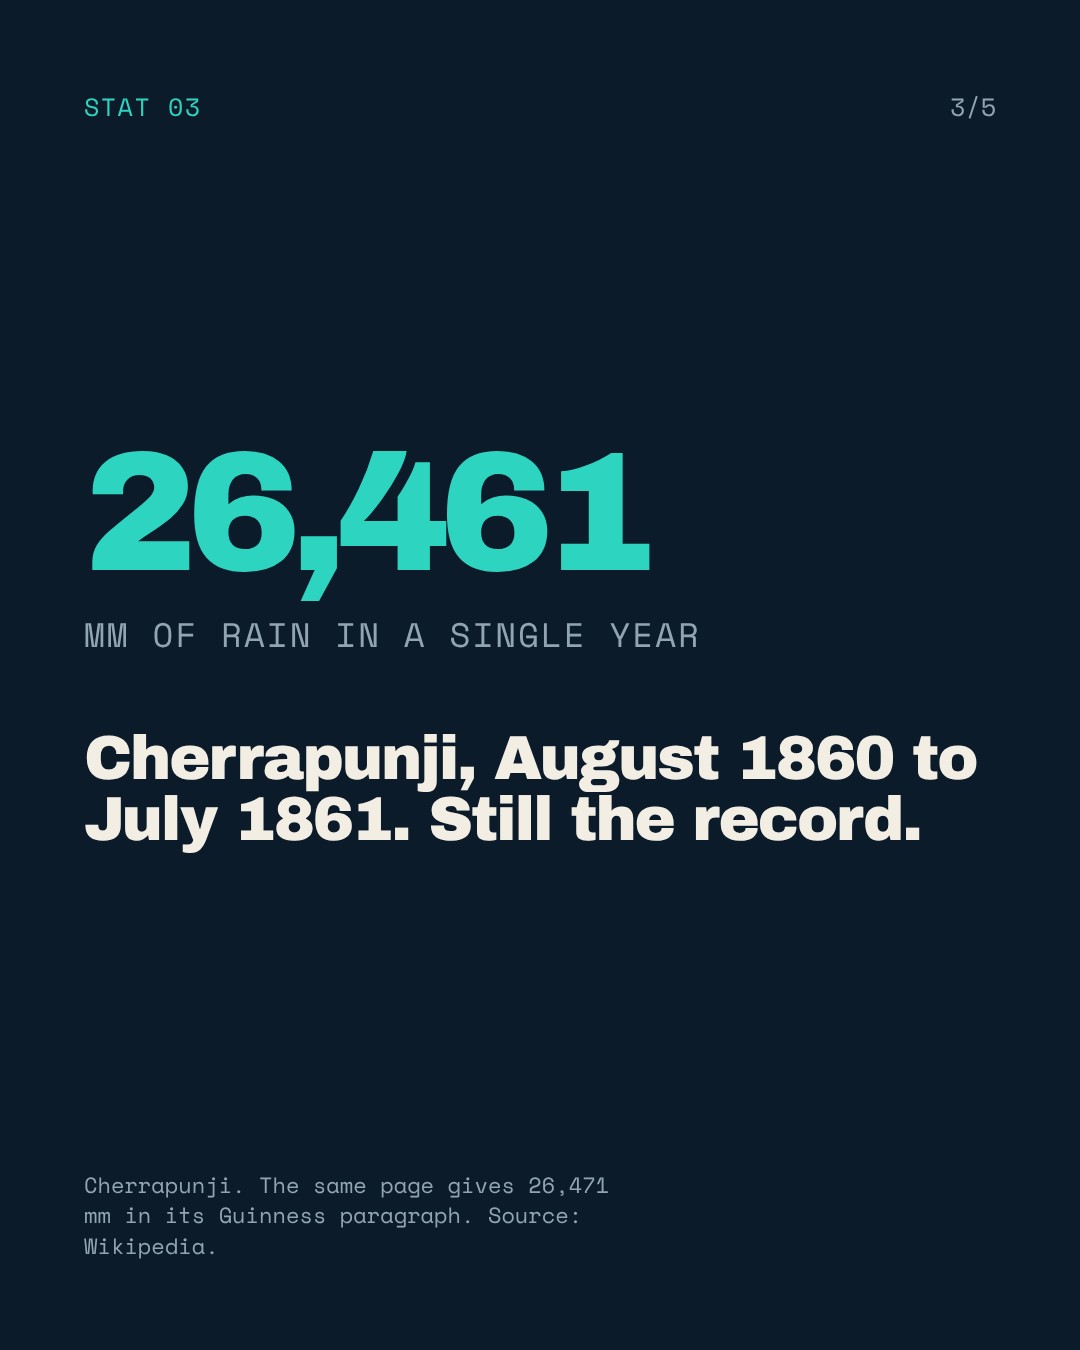 STAT 03
3/5
26,461
MM OF RAIN IN A SINGLE YEAR
Cherrapunji, August 1860 to
July 1861. Still the record.
Cherrapunji. The same page gives 26,471
mm in its Guinness paragraph. Source:
Wikipedia.